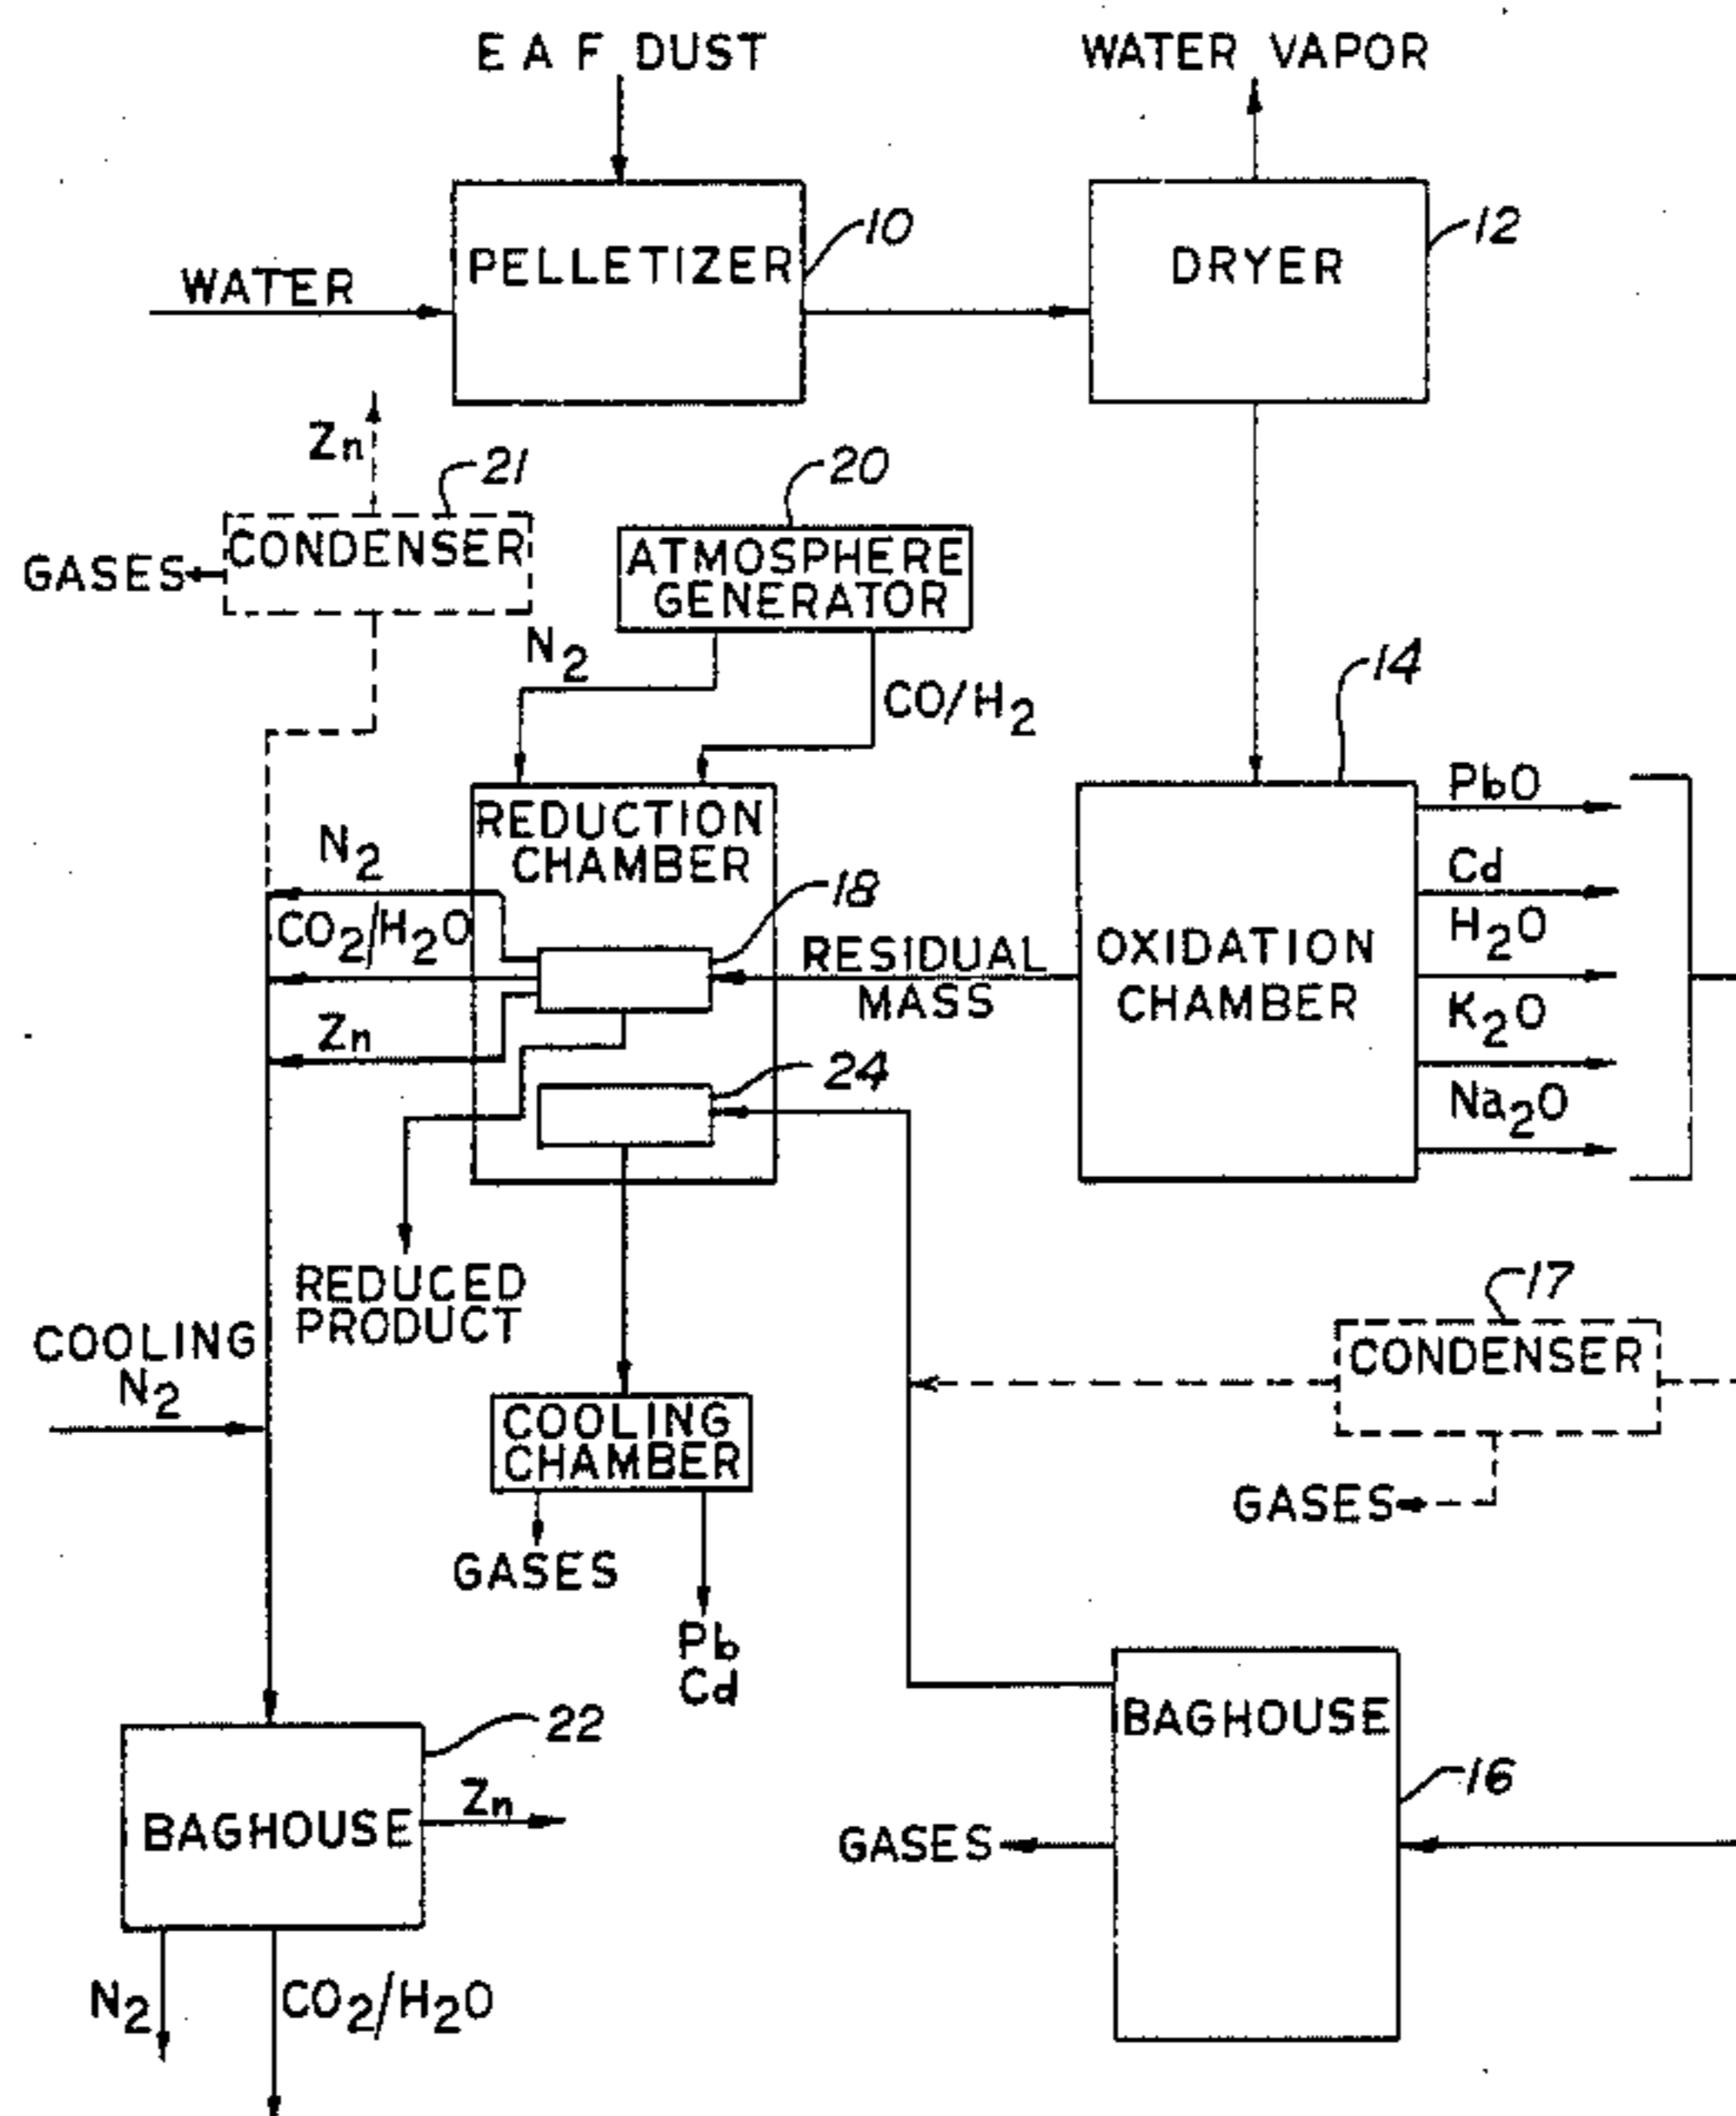 E A F DUST
WATER VAPOR
PELLETIZER
10
DRYER
12
WATER
Zn
21
20
CONDENSER
GASES
ATMOSPHERE
GENERATOR
N2
CO/H2
14
REDUCTION
CHAMBER
PbO
Cd
H2O
K2O
Na2O
N2
18
CO2/H2O
RESIDUAL
MASS
OXIDATION
CHAMBER
Zn
24
REDUCED
PRODUCT
17
CONDENSER
COOLING
N2
COOLING
CHAMBER
GASES
GASES
Pb
Cd
22
BAGHOUSE
16
Zn
BAGHOUSE
GASES
N2
CO2/H2O